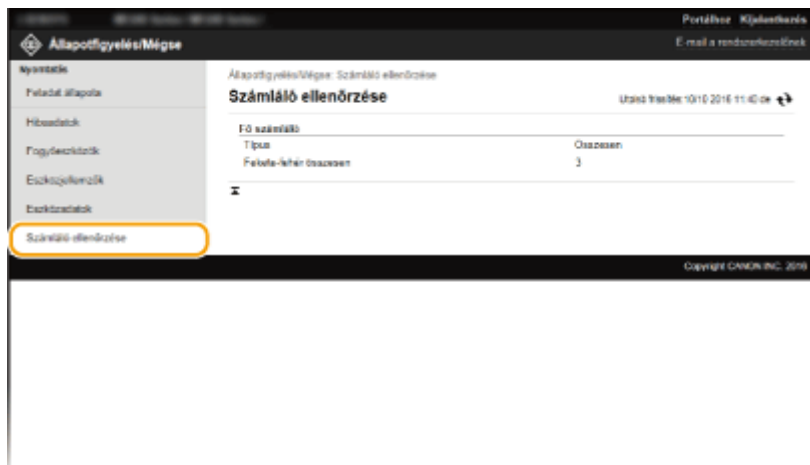 Portálhoz Kijelentkezés
Állapotfigyelés/Mégse
E-mail a rendszerkezelőnek
Nyomtatás
Feladat állapota
Hibaadatok
Fogyóeszközök
Eszközjellemzők
Eszközadatok
Számláló ellenőrzése
Állapotfigyelés/Mégse: Számláló ellenőrzése
Számláló ellenőrzése
Utolsó frissítés: 10/10 2016 11:40 de
Fő számláló
Típus Összesen
Fekete-fehér összesen 3
Copyright CANON INC. 2016